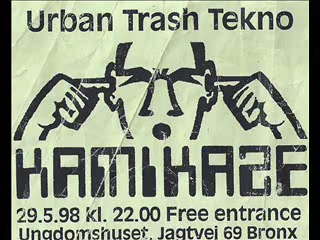 Urban Trash Tekno
KAMIKAZE
29.5.98 kl. 22.00 Free entrance
Ungdomshuset, Jagtvej 69 Bronx